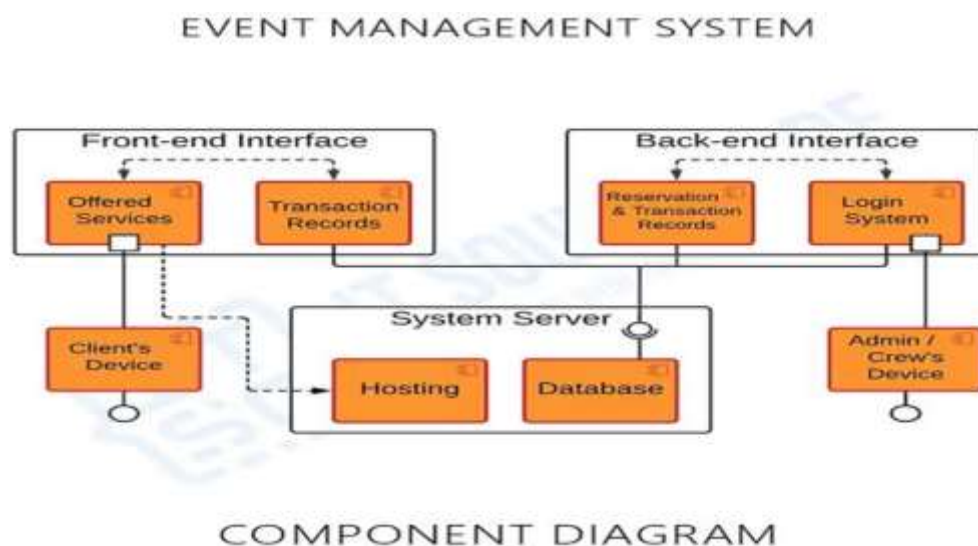 EVENT MANAGEMENT SYSTEM
Front-end Interface
Offered
Services
Transaction
Records
Back-end Interface
Reservation
& Transaction
Records
Login
System
System Server
Client's
Device
Hosting
Database
Admin /
Crew's
Device
COMPONENT DIAGRAM